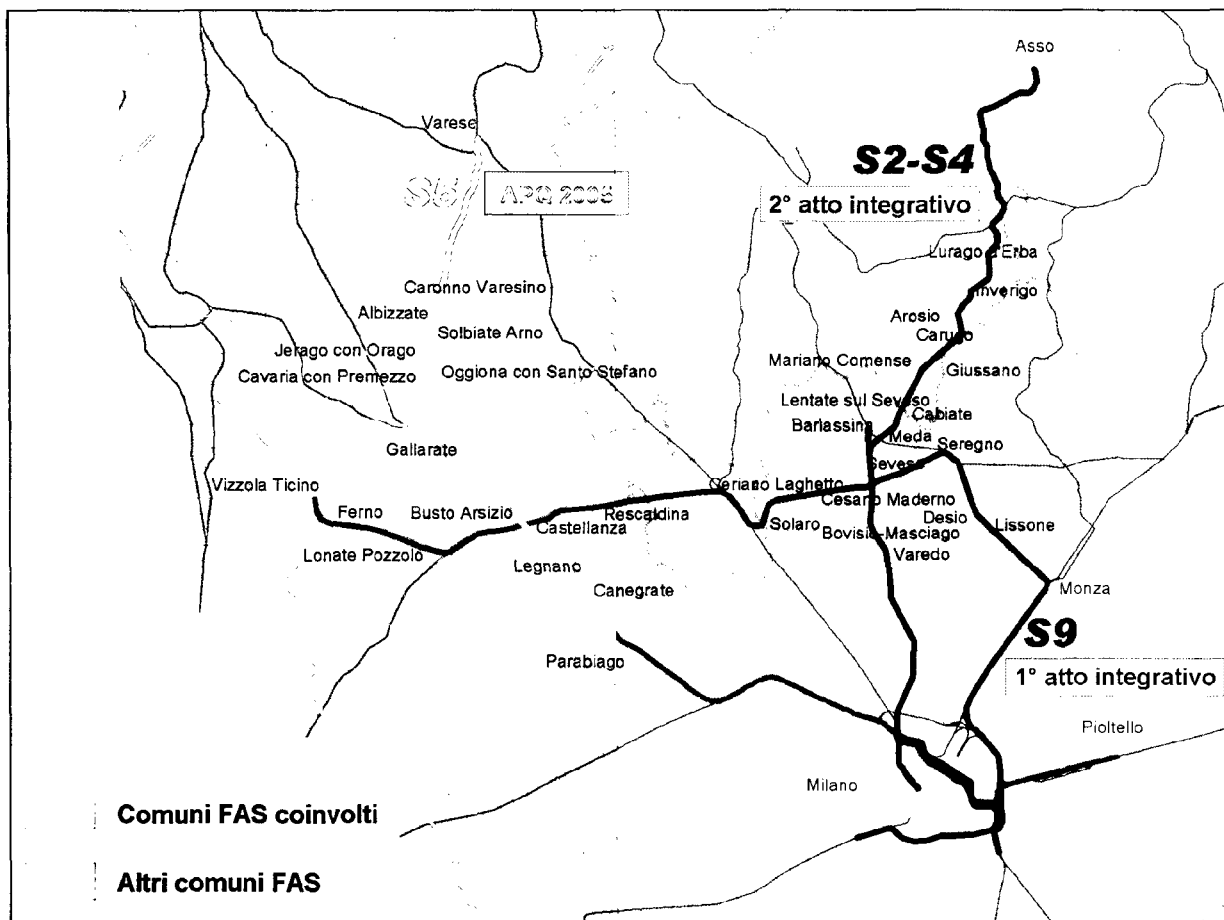 Asso
Varese
S2-S4
APQ 2005
2° atto integrativo
Lurago d'Erba
Caronno Varesino
Inverigo
Albizzate
Arosio
Solbiate Arno
Carugo
Jerago con Orago
Mariano Comense
Cavaria con Premezzo
Oggiona con Santo Stefano
Giussano
Lentate sul Seveso
Cabiate
Barlassina
Meda
Gallarate
Seregno
Seveso
Vizzola Ticino
Ceriano Laghetto
Cesano Maderno
Ferno
Busto Arsizio
Rescaldina
Desio
Castellanza
Solaro
Lissone
Bovisio-Masciago
Lonate Pozzolo
Varedo
Legnano
Canegrate
Monza
S9
Parabiago
1° atto integrativo
Pioltello
Milano
Comuni FAS coinvolti
Altri comuni FAS